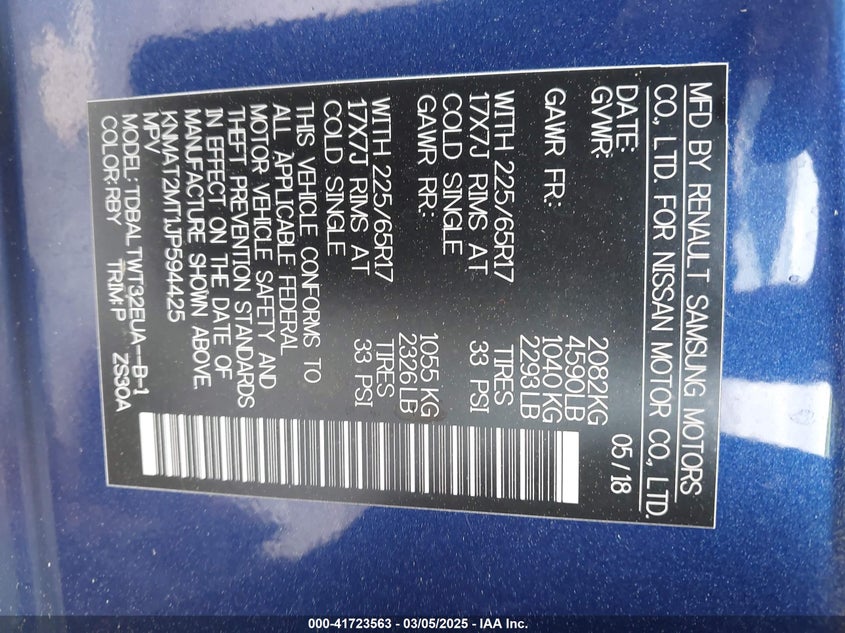 MFD BY RENAULT SAMSUNG MOTORS
CO., LTD. FOR NISSAN MOTOR CO., LTD.
DATE: 05/18
GVWR: 2082KG
4590LB
GAWR FR: 1040 KG
2293LB
WITH 225/65R17 TIRES
17X7J RIMS AT 33 PSI
COLD SINGLE
GAWR RR: 1055 KG
2326LB
WITH 225/65R17 TIRES
17X7J RIMS AT 33 PSI
COLD SINGLE
THIS VEHICLE CONFORMS TO
ALL APPLICABLE FEDERAL
MOTOR VEHICLE SAFETY AND
THEFT PREVENTION STANDARDS
IN EFFECT ON THE DATE OF
MANUFACTURE SHOWN ABOVE.
KNMAT2MT1JP594425
MPV
MODEL: TDBALTWT32EUA--B-1
COLOR: RBY TRIM:P ZS30A
000-41723563 - 03/05/2025 - IAA Inc.